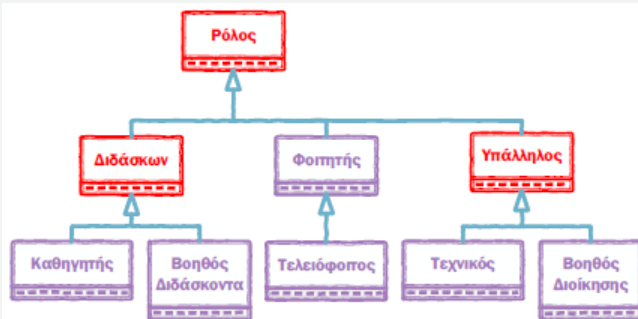 Ρόλος
Διδάσκων
Φοιτητής
Υπάλληλος
Καθηγητής
Βοηθός
Διδάσκοντα
Τελειόφοιτος
Τεχνικός
Βοηθός
Διοίκησης